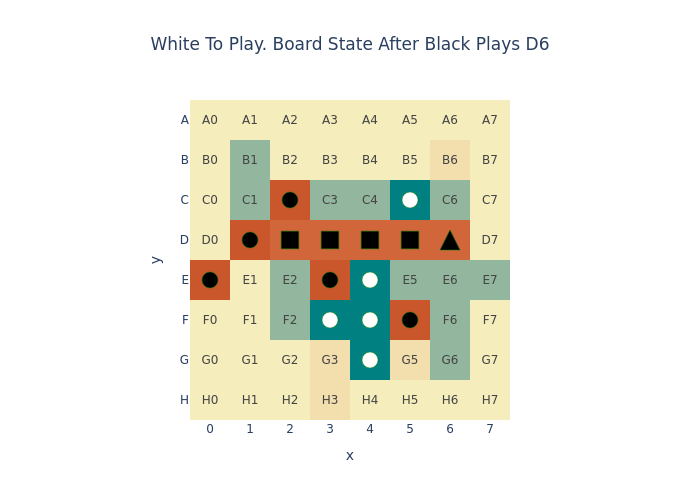 White To Play. Board State After Black Plays D6
A A0 A1 A2 A3 A4 A5 A6 A7
B B0 B1 B2 B3 B4 B5 B6 B7
C C0 C1 C3 C4 C6 C7
D D0 D7
E E1 E2 E5 E6 E7
F F0 F1 F2 F6 F7
G G0 G1 G2 G3 G5 G6 G7
H H0 H1 H2 H3 H4 H5 H6 H7
0 1 2 3 4 5 6 7
x
y